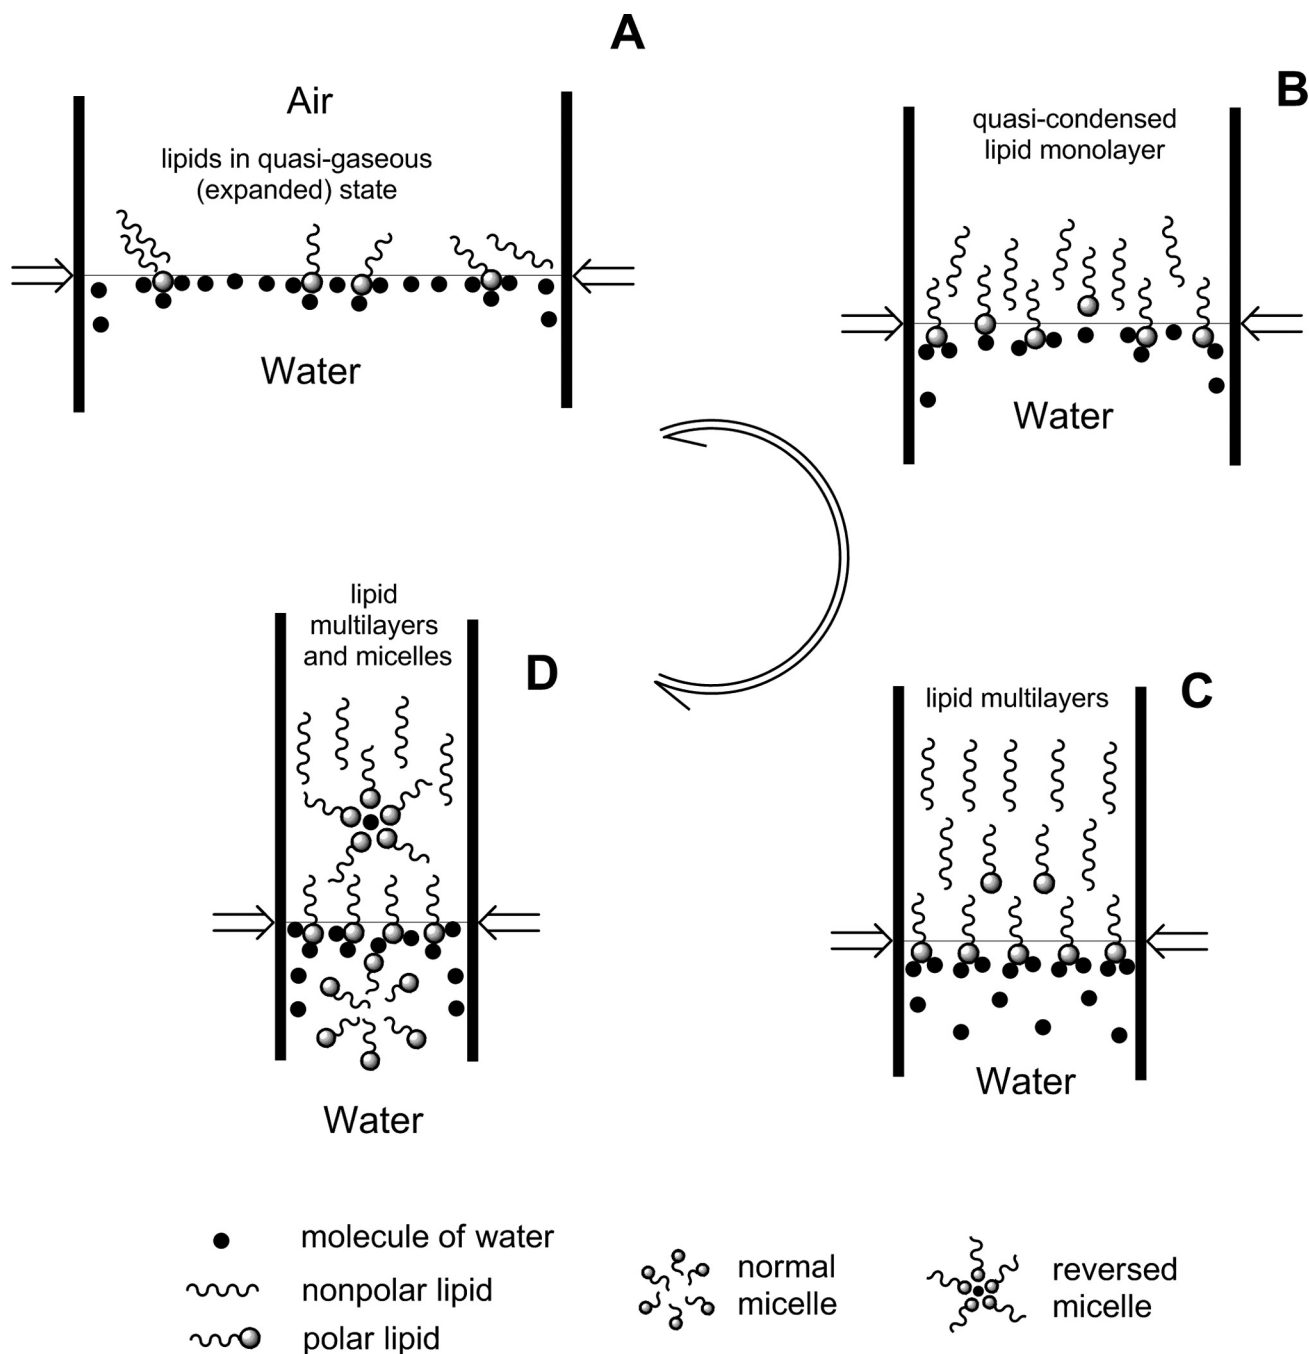 A
Air
lipids in quasi-gaseous
(expanded) state
Water
B
quasi-condensed
lipid monolayer
Water
lipid
multilayers
and micelles
D
Water
C
lipid multilayers
Water
molecule of water
nonpolar lipid
polar lipid
normal
micelle
reversed
micelle